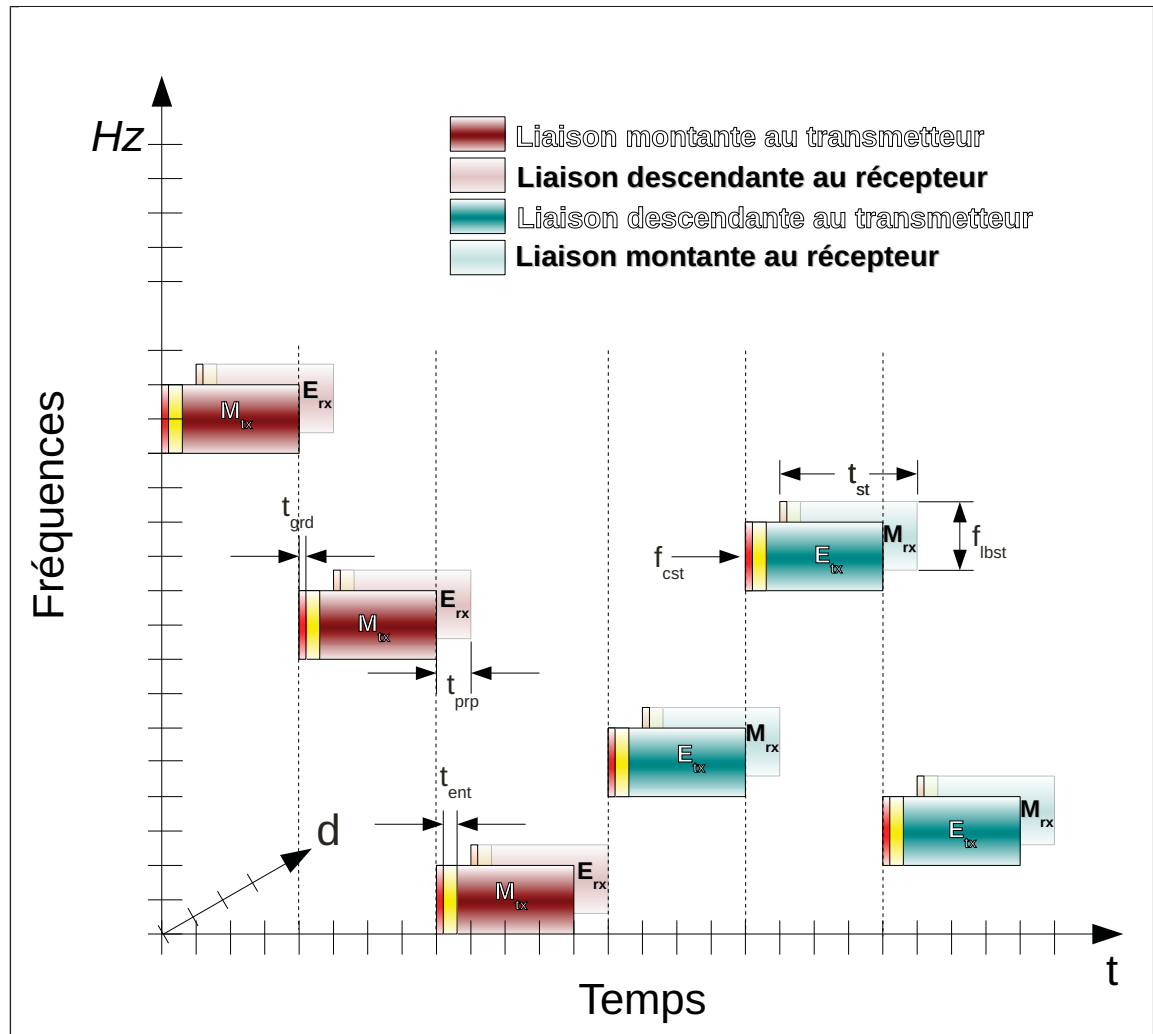 Hz
Liaison montante au transmetteur
Liaison descendante au récepteur
Liaison descendante au transmetteur
Liaison montante au récepteur
Fréquences
M tx
E rx
t grd
M tx
E rx
t prp
t ent
M tx
E rx
E tx
M rx
f cst
t st
E tx
M rx
f lbst
E tx
M rx
d
t
Temps